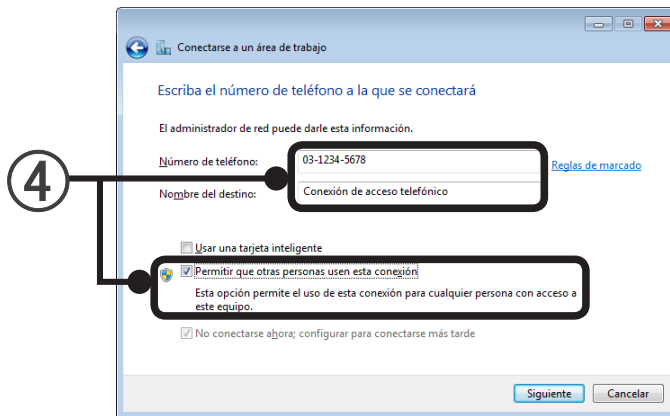 Conectarse a un área de trabajo
Escriba el número de teléfono a la que se conectará
El administrador de red puede darle esta información.
Número de teléfono: 03-1234-5678 Reglas de marcado
Nombre del destino: Conexión de acceso telefónico
4
Usar una tarjeta inteligente
Permitir que otras personas usen esta conexión
Esta opción permite el uso de esta conexión para cualquier persona con acceso a
este equipo.
No conectarse ahora; configurar para conectarse más tarde
Siguiente Cancelar